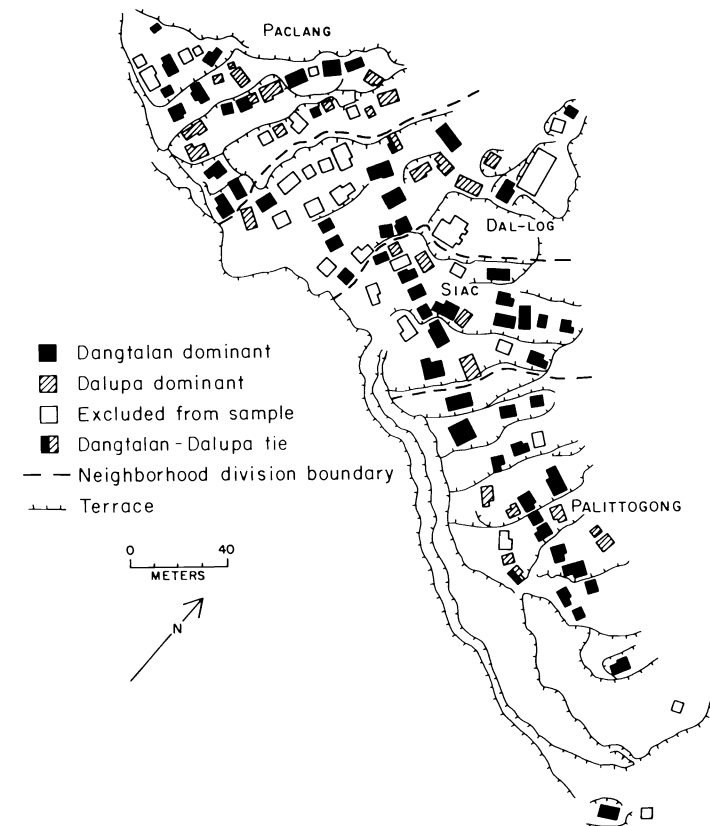 PACLANG
DAL-LOG
SIAC
Dangtalan dominant
Dalupa dominant
Excluded from sample
Dangtalan - Dalupa tie
Neighborhood division boundary
Terrace
PALITTOGONG
0 40
METERS
N